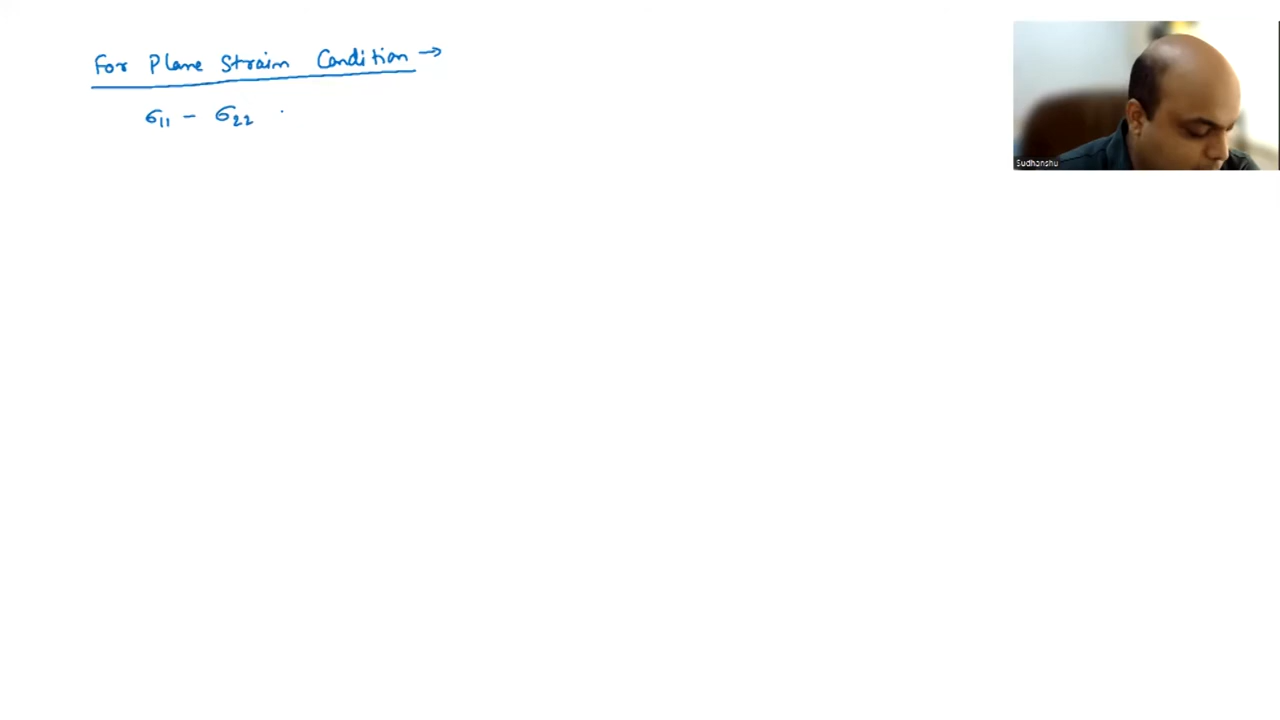 For Plane Strain Condition →
σ₁₁ - σ₂₂
Sudhanshu